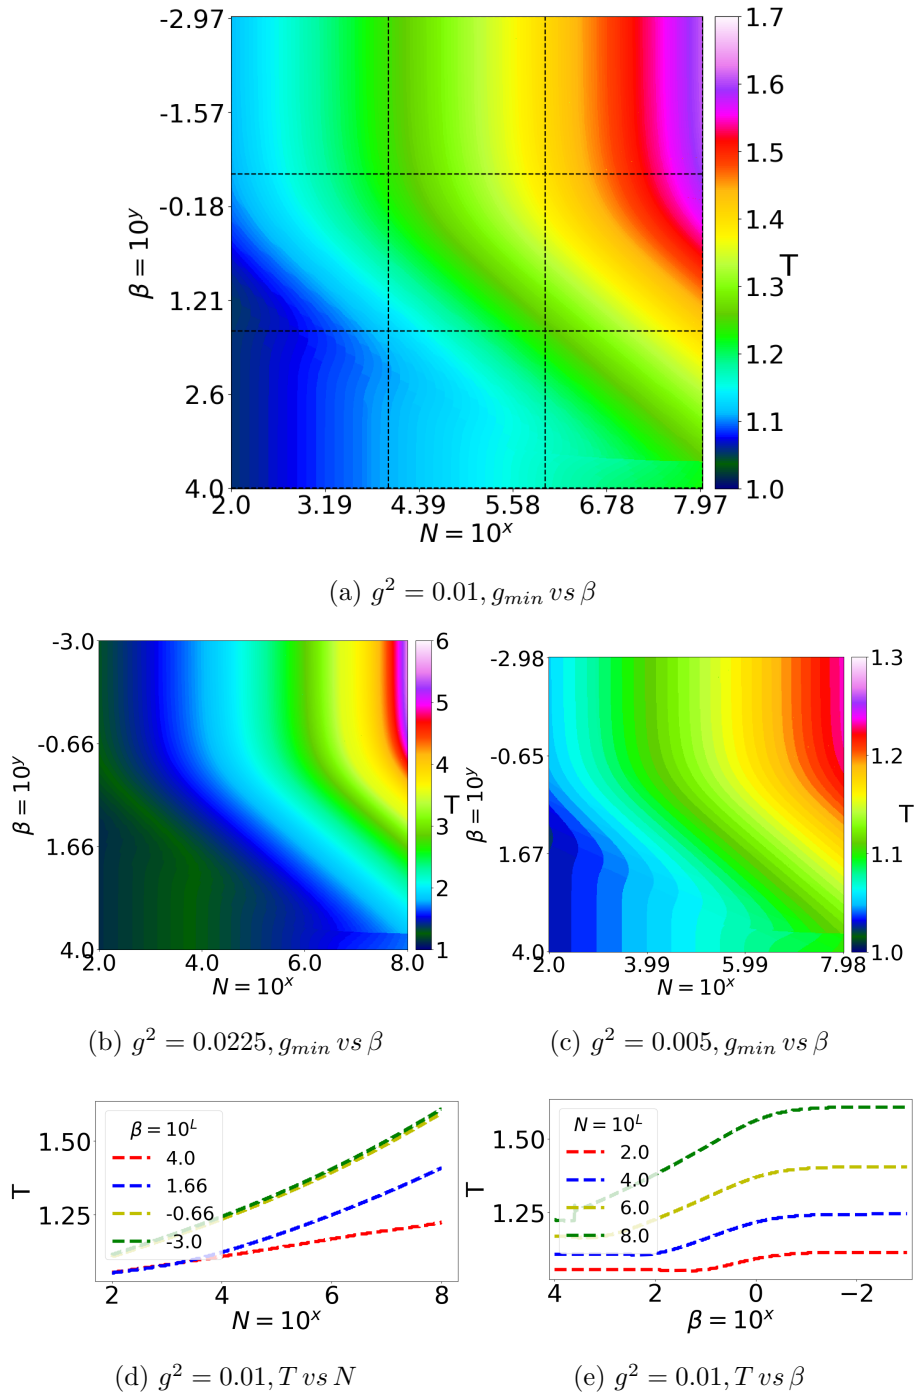 -2.97
-1.57
-0.18
1.21
2.6
4.0
β = 10^y
2.0 3.19 4.39 5.58 6.78 7.97
N = 10^x
1.7
1.6
1.5
1.4
1.3
1.2
1.1
1.0
T
(a) g^2 = 0.01, g_{min} vs β
-3.0
-0.66
1.66
4.0
β = 10^y
2.0 4.0 6.0 8.0
N = 10^x
6
5
4
3
2
1
T
-2.98
-0.65
1.67
4.0
β = 10^y
2.0 3.99 5.99 7.98
N = 10^x
1.3
1.2
1.1
1.0
T
(b) g^2 = 0.0225, g_{min} vs β
(c) g^2 = 0.005, g_{min} vs β
1.50
1.25
T
β = 10^L
4.0
1.66
-0.66
-3.0
2 4 6 8
N = 10^x
1.50
1.25
T
N = 10^L
2.0
4.0
6.0
8.0
4 2 0 −2
β = 10^x
(d) g^2 = 0.01, T vs N
(e) g^2 = 0.01, T vs β